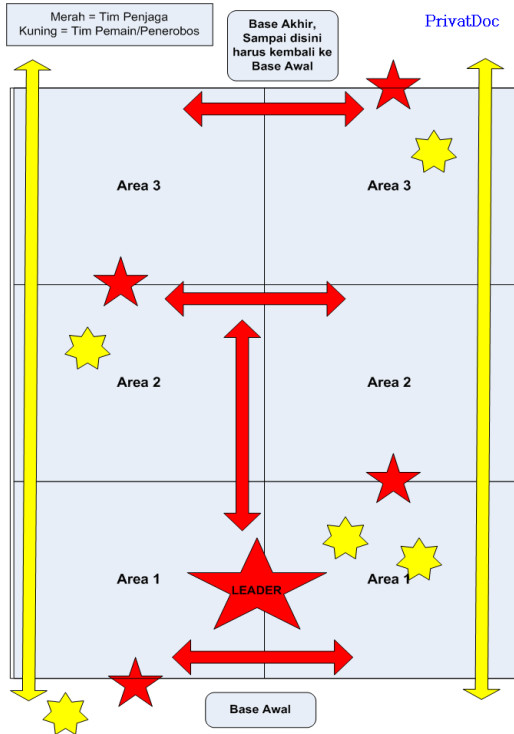 Merah = Tim Penjaga
Kuning = Tim Pemain/Penerobos
Base Akhir,
Sampai disini
harus kembali ke
Base Awal
PrivatDoc
Area 3
Area 3
Area 2
Area 2
Area 1
LEADER
Area 1
Base Awal